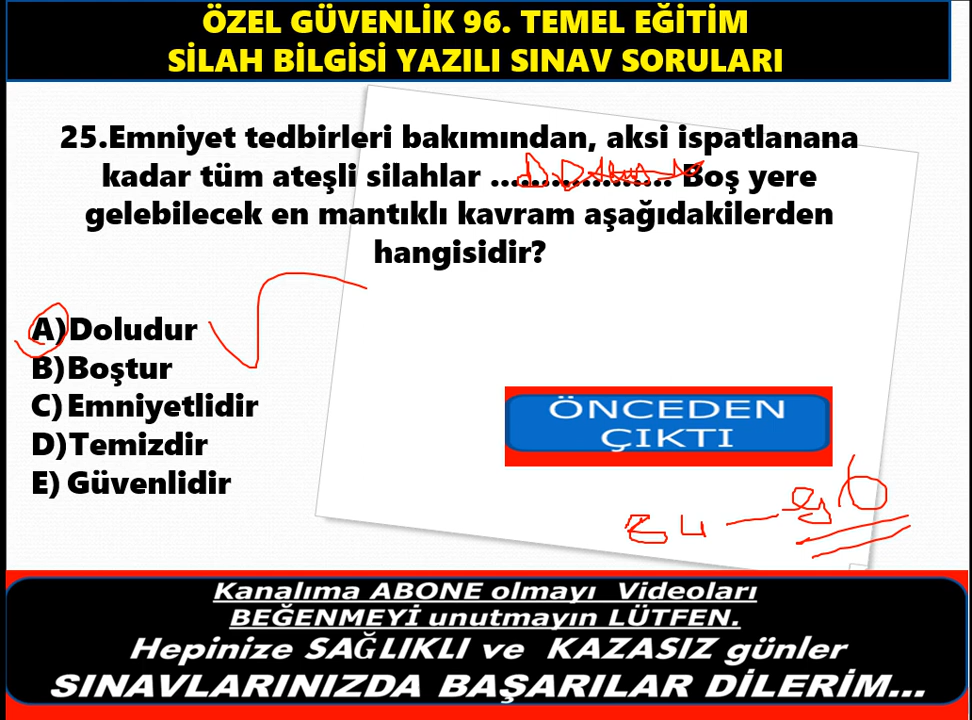 ÖZEL GÜVENLİK 96. TEMEL EĞİTİM
SİLAH BİLGİSİ YAZILI SINAV SORULARI
25.Emniyet tedbirleri bakımından, aksi ispatlanana
kadar tüm ateşli silahlar .................. Boş yere
gelebilecek en mantıklı kavram aşağıdakilerden
hangisidir?
A)Doludur
B)Boştur
C) Emniyetlidir
D)Temizdir
E) Güvenlidir
ÖNCEDEN
ÇIKTI
Kanalıma ABONE olmayı Videoları
BEĞENMEYİ unutmayın LÜTFEN.
Hepinize SAĞLIKLI ve KAZASIZ günler
SINAVLARINIZDA BAŞARILAR DİLERİM...